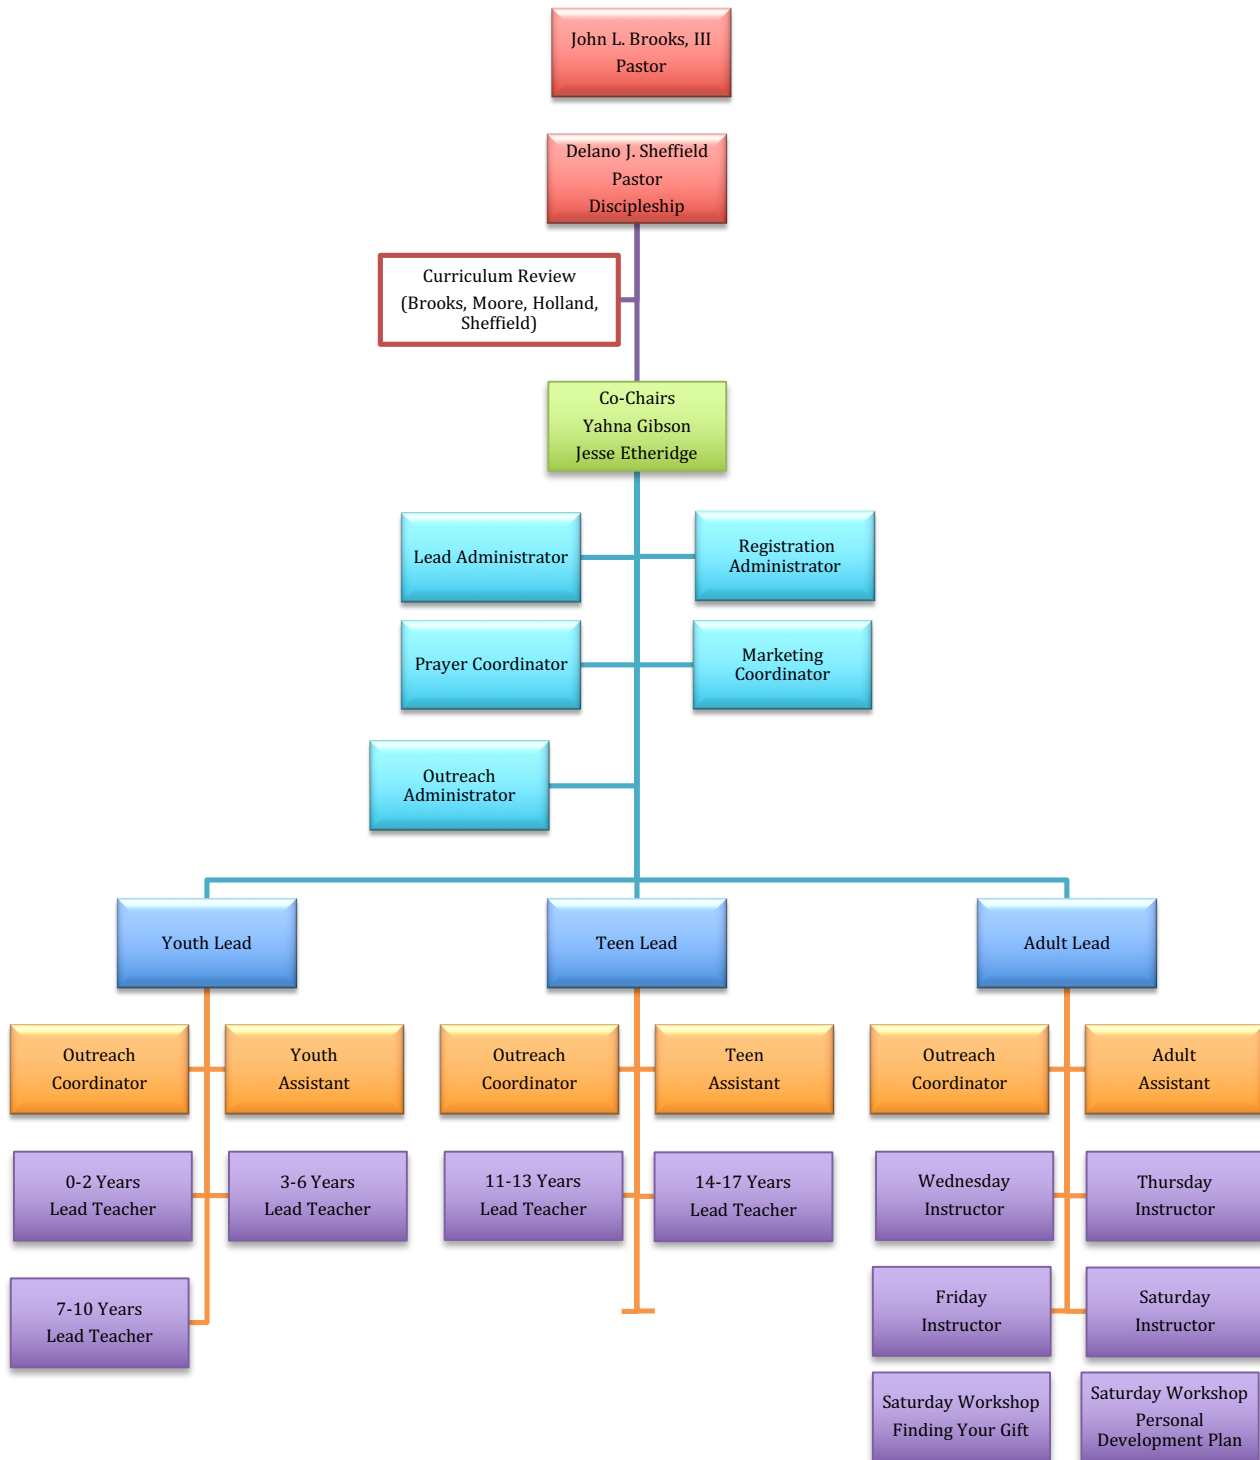 John L. Brooks, III
Pastor
Delano J. Sheffield
Pastor
Discipleship
Curriculum Review
(Brooks, Moore, Holland,
Sheffield)
Co-Chairs
Yahna Gibson
Jesse Etheridge
Lead Administrator
Registration
Administrator
Prayer Coordinator
Marketing
Coordinator
Outreach
Administrator
Youth Lead
Teen Lead
Adult Lead
Outreach
Coordinator
Youth
Assistant
Outreach
Coordinator
Teen
Assistant
Outreach
Coordinator
Adult
Assistant
0-2 Years
Lead Teacher
3-6 Years
Lead Teacher
11-13 Years
Lead Teacher
14-17 Years
Lead Teacher
Wednesday
Instructor
Thursday
Instructor
7-10 Years
Lead Teacher
Friday
Instructor
Saturday
Instructor
Saturday Workshop
Finding Your Gift
Saturday Workshop
Personal
Development Plan